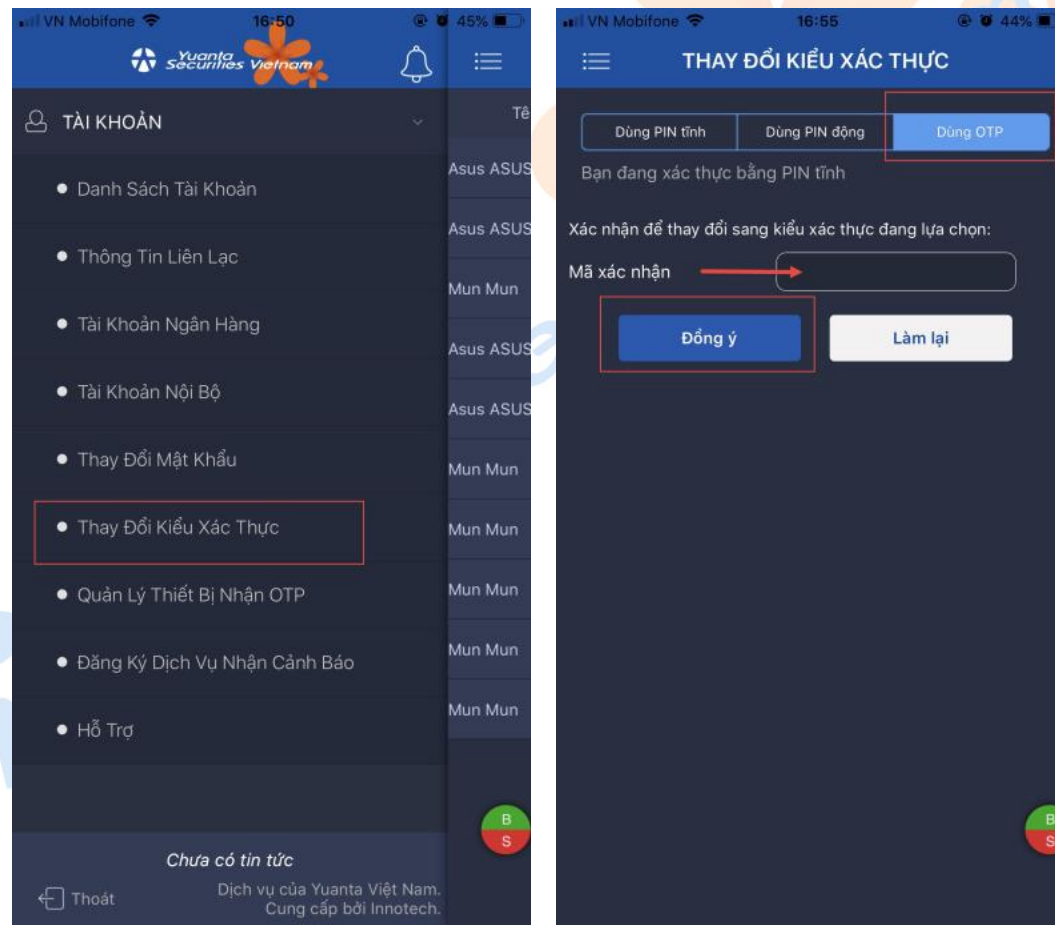 VN Mobifone 16:50 45%
Yuanta
Securities Vietnam
TÀI KHOẢN
Danh Sách Tài Khoản
Thông Tin Liên Lạc
Tài Khoản Ngân Hàng
Tài Khoản Nội Bộ
Thay Đổi Mật Khẩu
Thay Đổi Kiểu Xác Thực
Quản Lý Thiết Bị Nhận OTP
Đăng Ký Dịch Vụ Nhận Cảnh Báo
Hỗ Trợ
Chưa có tin tức
Thoát
Dịch vụ của Yuanta Việt Nam.
Cung cấp bởi Innotech.
Tê
Asus ASUS
Asus ASUS
Mun Mun
Asus ASUS
Asus ASUS
Mun Mun
Mun Mun
Mun Mun
Mun Mun
Mun Mun
B
S
VN Mobifone 16:55 44%
THAY ĐỔI KIỂU XÁC THỰC
Dùng PIN tĩnh Dùng PIN động Dùng OTP
Bạn đang xác thực bằng PIN tĩnh
Xác nhận để thay đổi sang kiểu xác thực đang lựa chọn:
Mã xác nhận
Đồng ý Làm lại
B
S